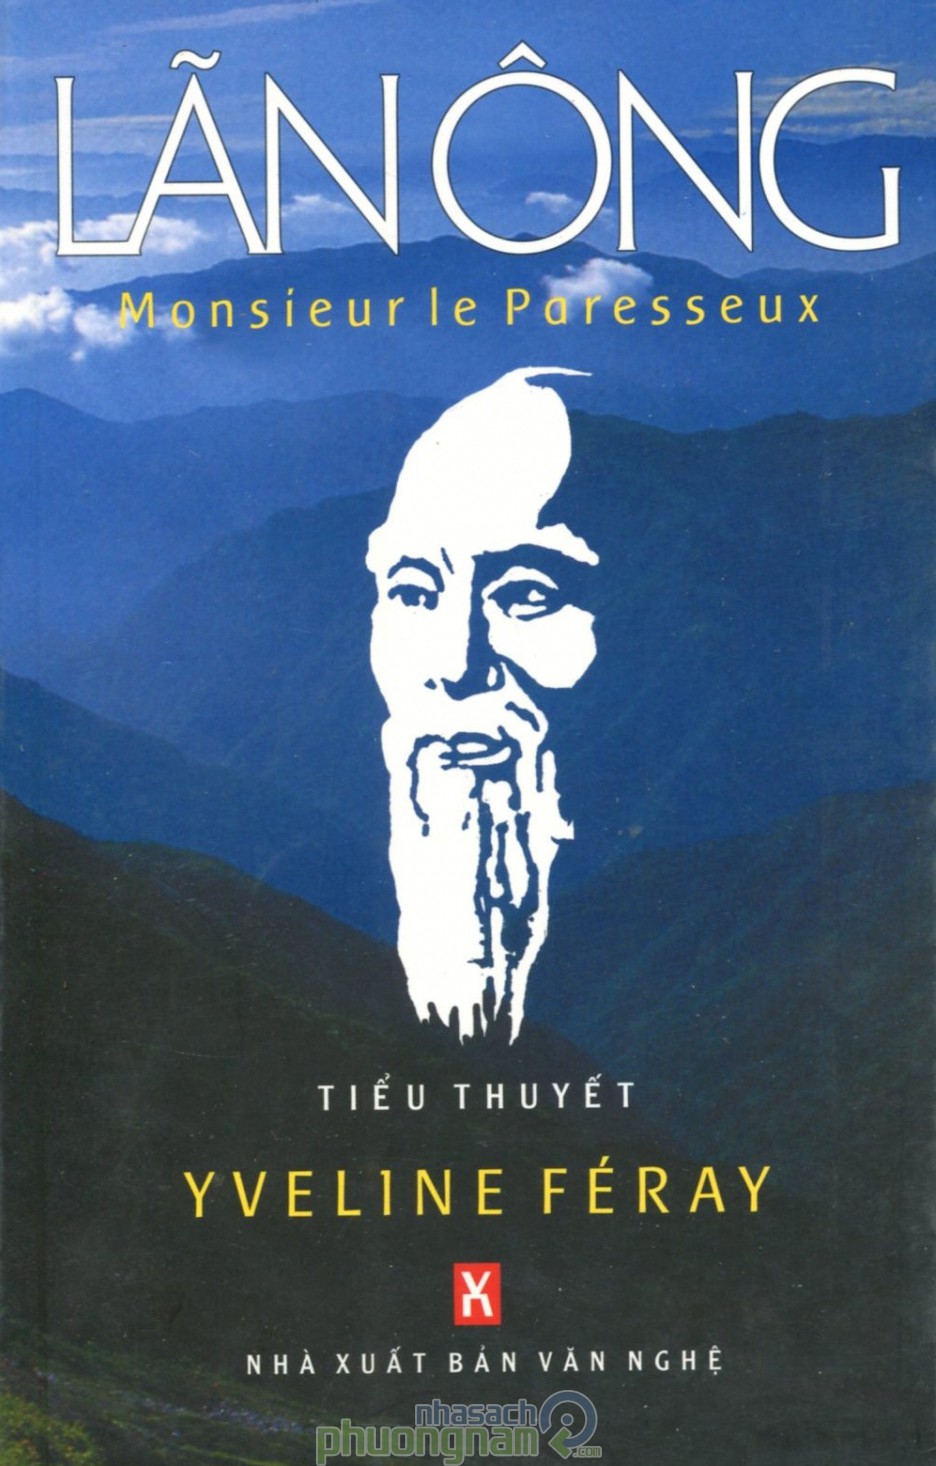 LÃN ÔNG
Monsieur le Paresseux
TIỂU THUYẾT
YVELINE FÉRAY
NHÀ XUẤT BẢN VĂN NGHỆ
nhasach
phuongnam.com